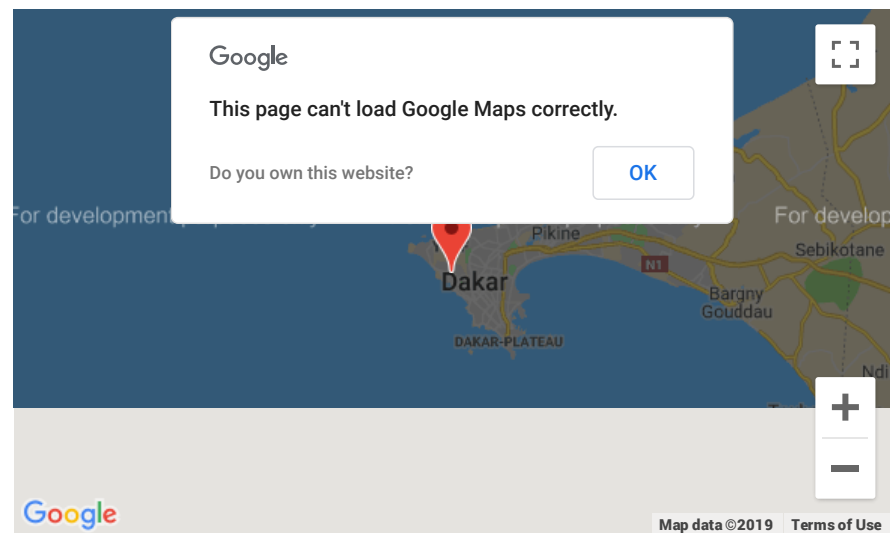 Google
This page can't load Google Maps correctly.
Do you own this website?
OK
For development
For develop
Pikine
Sebikotane
N1
Dakar
Bargny
Gouddau
DAKAR-PLATEAU
Ndi
Google
Map data ©2019
Terms of Use